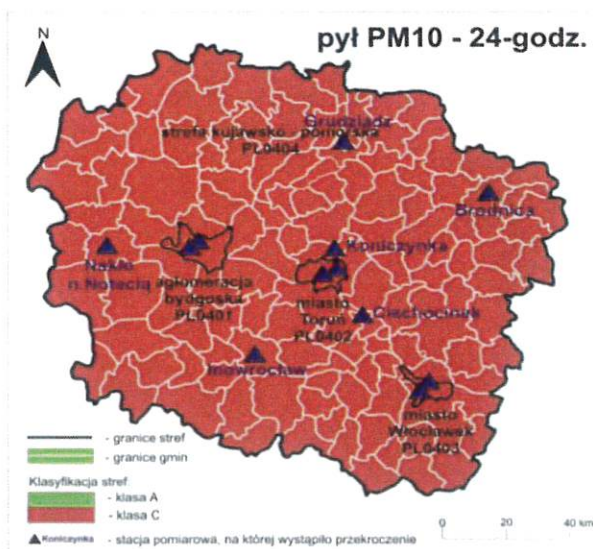 N
pył PM10 - 24-godz.
Grudziądz
strefa kujawsko - pomorska
PL0404
Brodnica
Koniczynka
Nakło
n.Notecią
aglomeracja
bydgoska
PL0401
miasto
Toruń
PL0402
Ciechocinek
Inowrocław
miasto
Włocławek
PL0403
- granice stref
- granice gmin
Klasyfikacja stref
- klasa A
- klasa C
Koniczynka - stacja pomiarowa, na której wystąpiło przekroczenie
0 20 40 km